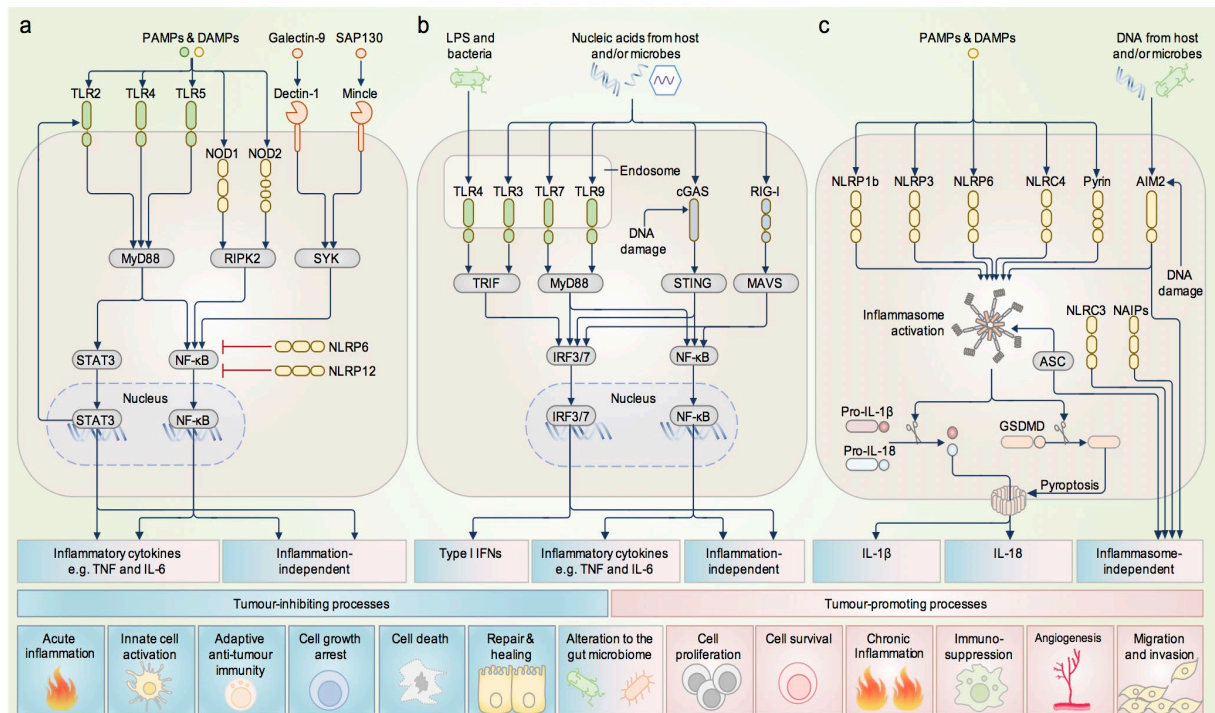 a
PAMPs & DAMPs
Galectin-9
SAP130
TLR2
TLR4
TLR5
Dectin-1
Mincle
NOD1
NOD2
MyD88
RIPK2
SYK
STAT3
NF-κB
NLRP6
NLRP12
Nucleus
STAT3
NF-κB
Inflammatory cytokines
e.g. TNF and IL-6
Inflammation-
independent
b
LPS and
bacteria
Nucleic acids from host
and/or microbes
Endosome
TLR4
TLR3
TLR7
TLR9
cGAS
RIG-I
DNA
damage
TRIF
MyD88
STING
MAVS
IRF3/7
NF-κB
Nucleus
IRF3/7
NF-κB
Type I IFNs
Inflammatory cytokines
e.g. TNF and IL-6
Inflammation-
independent
c
PAMPs & DAMPs
DNA from host
and/or microbes
NLRP1b
NLRP3
NLRP6
NLRC4
Pyrin
AIM2
DNA
damage
Inflammasome
activation
NLRC3
NAIPs
ASC
Pro-IL-1β
Pro-IL-18
GSDMD
Pyroptosis
IL-1β
IL-18
Inflammasome-
independent
Tumour-inhibiting processes
Tumour-promoting processes
Acute
inflammation
Innate cell
activation
Adaptive
anti-tumour
immunity
Cell growth
arrest
Cell death
Repair &
healing
Alteration to the
gut microbiome
Cell
proliferation
Cell survival
Chronic
Inflammation
Immuno-
suppression
Angiogenesis
Migration
and invasion